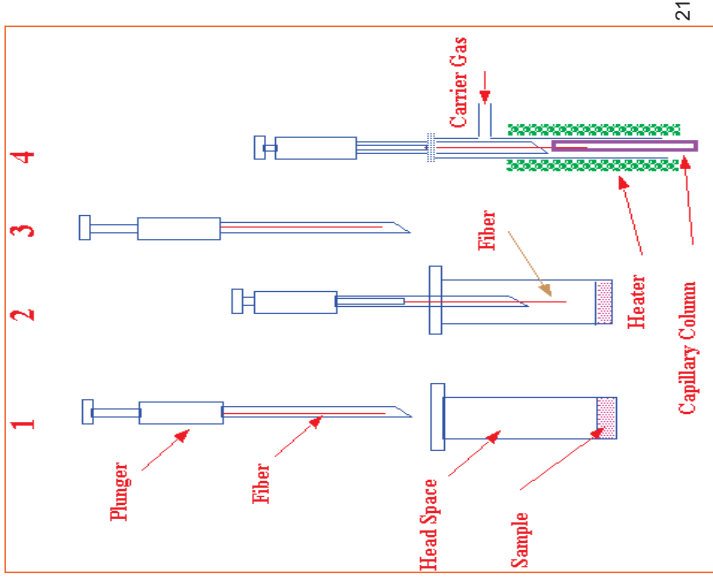 1
2
3
4
Plunger
Fiber
Head Space
Sample
Fiber
Carrier Gas
Heater
Capillary Column
21